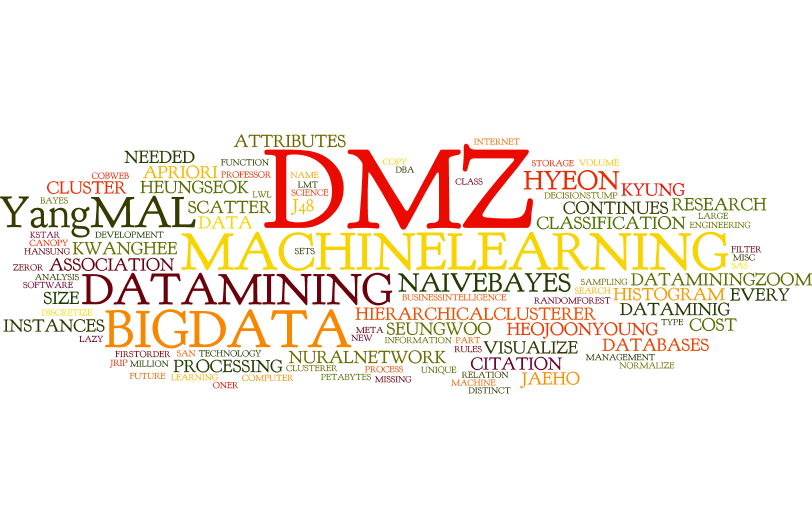 ATTRIBUTES
INTERNET
NEEDED
FUNCTION
DMZ
COPY
DBA
STORAGE
VOLUME
COBWEB
APRIORI
PROFESSOR
NAME
CLASS
HYEON
CLUSTER
HEUNGSEOK
LWL
LMT
SCIENCE
DECISIONSTUMP
KYUNG
BAYES
YangMAL
SCATTER
J48
CONTINUES
RESEARCH
DATA
CLASSIFICATION
LARGE
ENGINEERING
KSTAR
DEVELOPMENT
CANOPY
HANSUNG
KWANGHEE
MACHINELEARNING
SETS
FILTER
MISC
SAS
ZEROR
ASSOCIATION
ANALYSIS
SOFTWARE
DATAMINING
NAIVEBAYES
SAMPLING
DATAMININGZOOM
SIZE
BUSINESSINTELLIGENCE
SEARCH
RANDOMFOREST
HISTOGRAM
EVERY
DISCRETIZE
BIGDATA
HIERARCHICALCLUSTERER
DATAMINIG
INSTANCES
META
SEUNGWOO
HEOJOONYOUNG
TYPE
COST
LAZY
NEW
INFORMATION
PART
RULES
VISUALIZE
DATABASES
FIRSTORDER
SAN
TECHNOLOGY
NURALNETWORK
MANAGEMENT
JRIP
MILLION
PROCESSING
CLUSTERER
PROCESS
UNIQUE
CITATION
NORMALIZE
FUTURE
LEARNING
COMPUTER
PETABYTES
MISSING
RELATION
MACHINE
JAEHO
ONER
DISTINCT